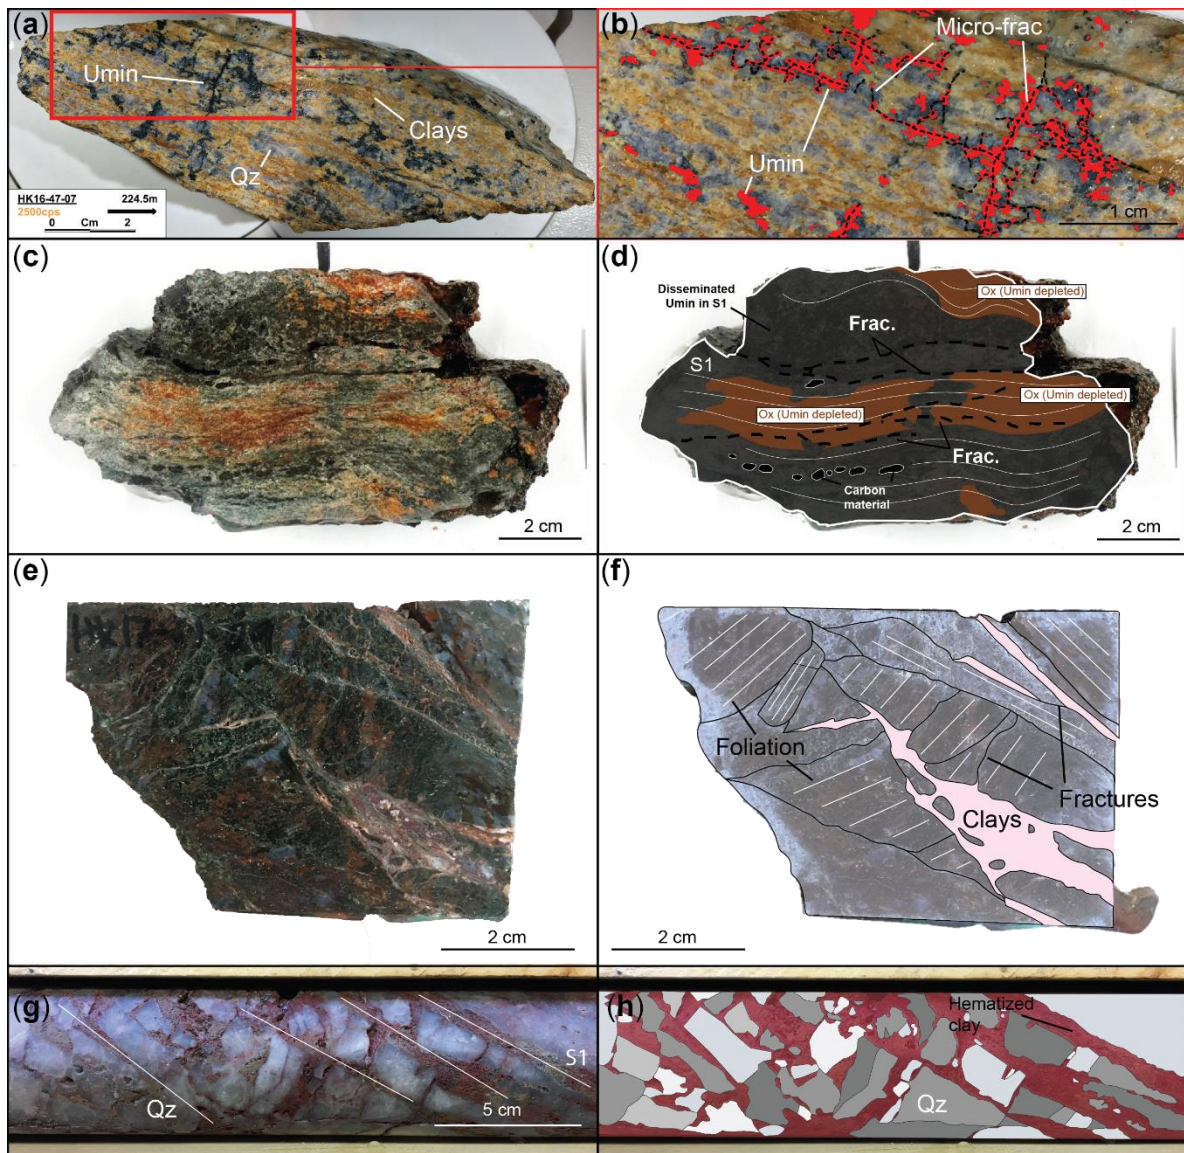 (a)
Umin
Clays
Qz
HK16-47-07 224.5m
2500cps
0 Cm 2
(b)
Micro-frac
Umin
1 cm
(c)
2 cm
(d)
Disseminated
Umin in S1
Ox (Umin depleted)
Frac.
S1
Ox (Umin depleted)
Ox (Umin depleted)
Frac.
Carbon
material
2 cm
(e)
2 cm
(f)
Foliation
Fractures
Clays
2 cm
(g)
S1
Qz
5 cm
(h)
Hematized
clay
Qz